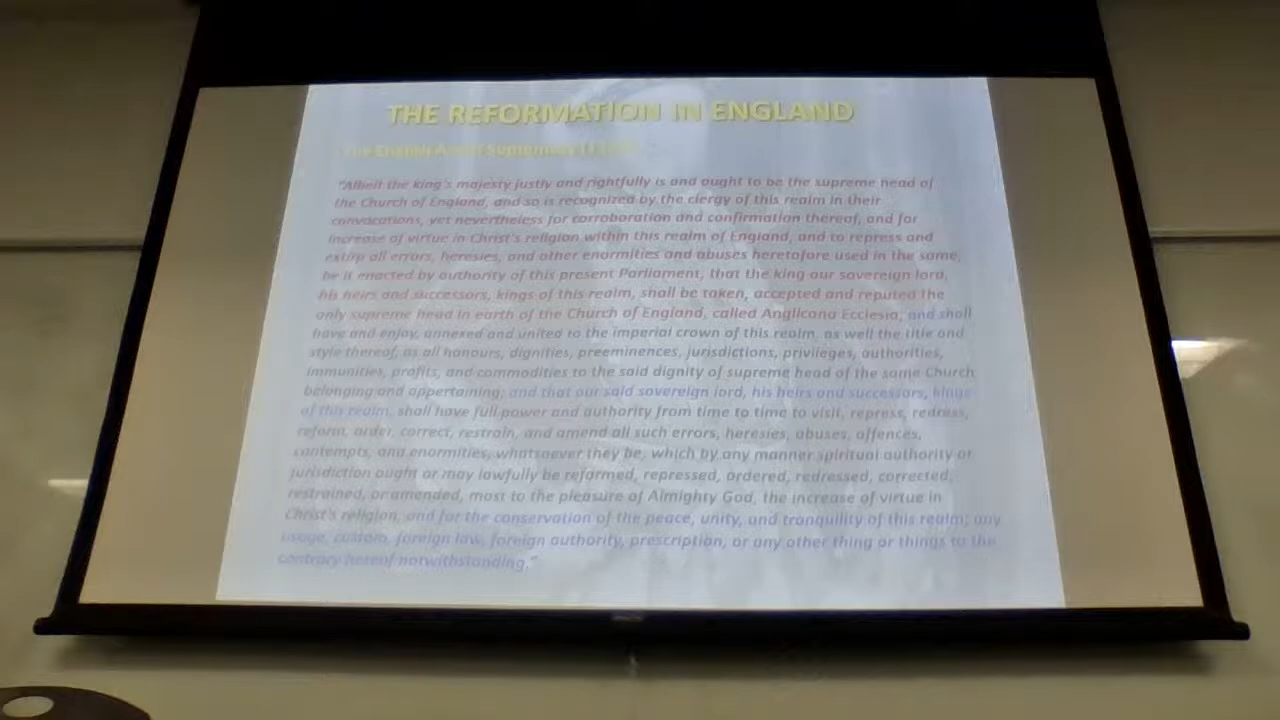 THE REFORMATION IN ENGLAND
The English Act of Supremacy
"Albeit the king's majesty justly and rightfully is and ought to be the supreme head of
the Church of England, and so is recognized by the clergy of this realm in their
convocations, yet nevertheless for corroboration and confirmation thereof, and for
increase of virtue in Christ's religion within this realm of England, and to repress and
extirp all errors, heresies, and other enormities and abuses heretofore used in the same,
be it enacted by authority of this present Parliament, that the king our sovereign lord,
his heirs and successors, kings of this realm, shall be taken, accepted and reputed the
only supreme head in earth of the Church of England, called Anglicana Ecclesia; and shall
have and enjoy, annexed and united to the imperial crown of this realm, as well the title and
style thereof, as all honours, dignities, preeminences, jurisdictions, privileges, authorities,
immunities, profits, and commodities to the said dignity of supreme head of the same Church
belonging and appertaining; and that our said sovereign lord, his heirs and successors, kings
of this realm, shall have full power and authority from time to time to visit, repress, redress,
reform, order, correct, restrain, and amend all such errors, heresies, abuses, offences,
contempts, and enormities, whatsoever they be, which by any manner spiritual authority or
jurisdiction ought or may lawfully be reformed, repressed, ordered, redressed, corrected,
restrained, or amended, most to the pleasure of Almighty God, the increase of virtue in
Christ's religion, and for the conservation of the peace, unity, and tranquility of this realm; any
usage, custom, foreign law, foreign authority, prescription, or any other thing or things to the
contrary hereof notwithstanding."